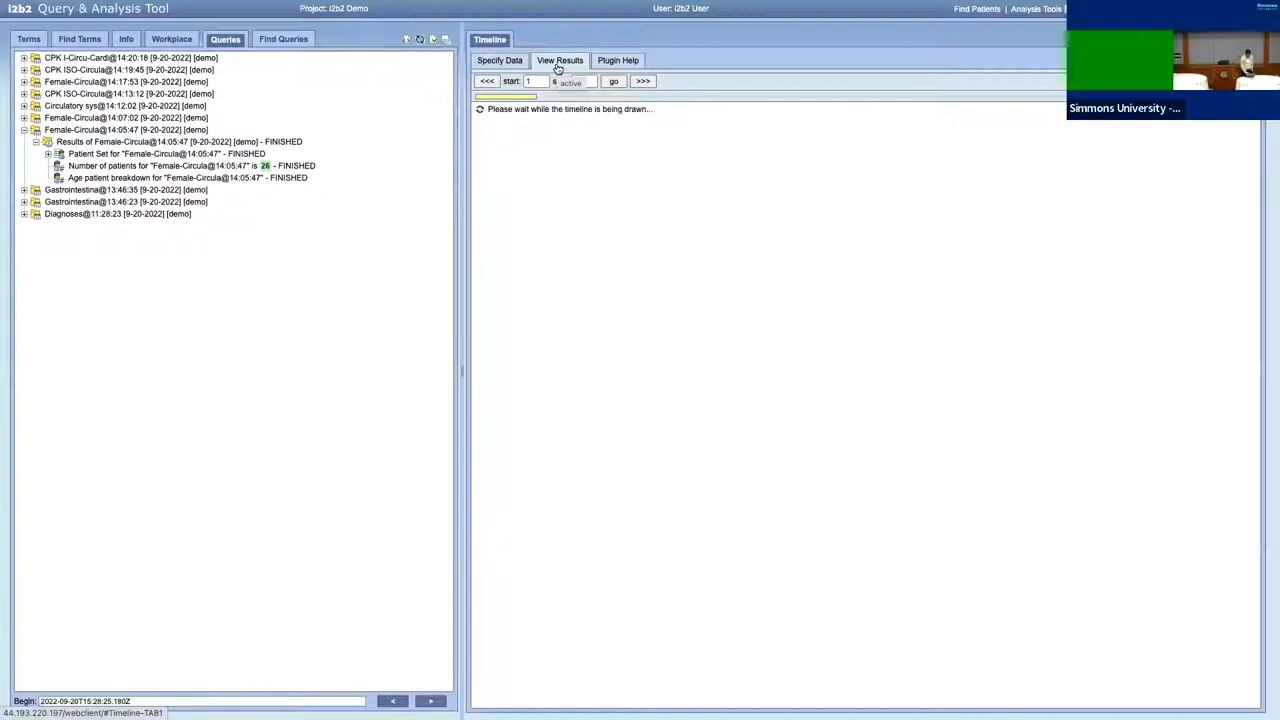 i2b2 Query & Analysis Tool
Project: i2b2 Demo
User: i2b2 User
Find Patients | Analysis Tools
SIMMONS
UNIVERSITY
Simmons University -...
Terms
Find Terms
Info
Workplace
Queries
Find Queries
CPK I-Circu-Cardi@14:20:18 [9-20-2022] [demo]
CPK ISO-Circula@14:19:45 [9-20-2022] [demo]
Female-Circula@14:17:53 [9-20-2022] [demo]
CPK ISO-Circula@14:13:12 [9-20-2022] [demo]
Circulatory sys@14:12:02 [9-20-2022] [demo]
Female-Circula@14:07:02 [9-20-2022] [demo]
Female-Circula@14:05:47 [9-20-2022] [demo]
Results of Female-Circula@14:05:47 [9-20-2022] [demo] - FINISHED
Patient Set for "Female-Circula@14:05:47" - FINISHED
Number of patients for "Female-Circula@14:05:47" is 26 - FINISHED
Age patient breakdown for "Female-Circula@14:05:47" - FINISHED
Gastrointestina@13:46:35 [9-20-2022] [demo]
Gastrointestina@13:46:23 [9-20-2022] [demo]
Diagnoses@11:28:23 [9-20-2022] [demo]
Begin: 2022-09-20T15:28:25.180Z
<
>
44.193.220.197/webclient/#Timeline-TAB1
Timeline
Specify Data
View Results
Plugin Help
<<<
start: 1
s
active
go
>>>
Please wait while the timeline is being drawn...